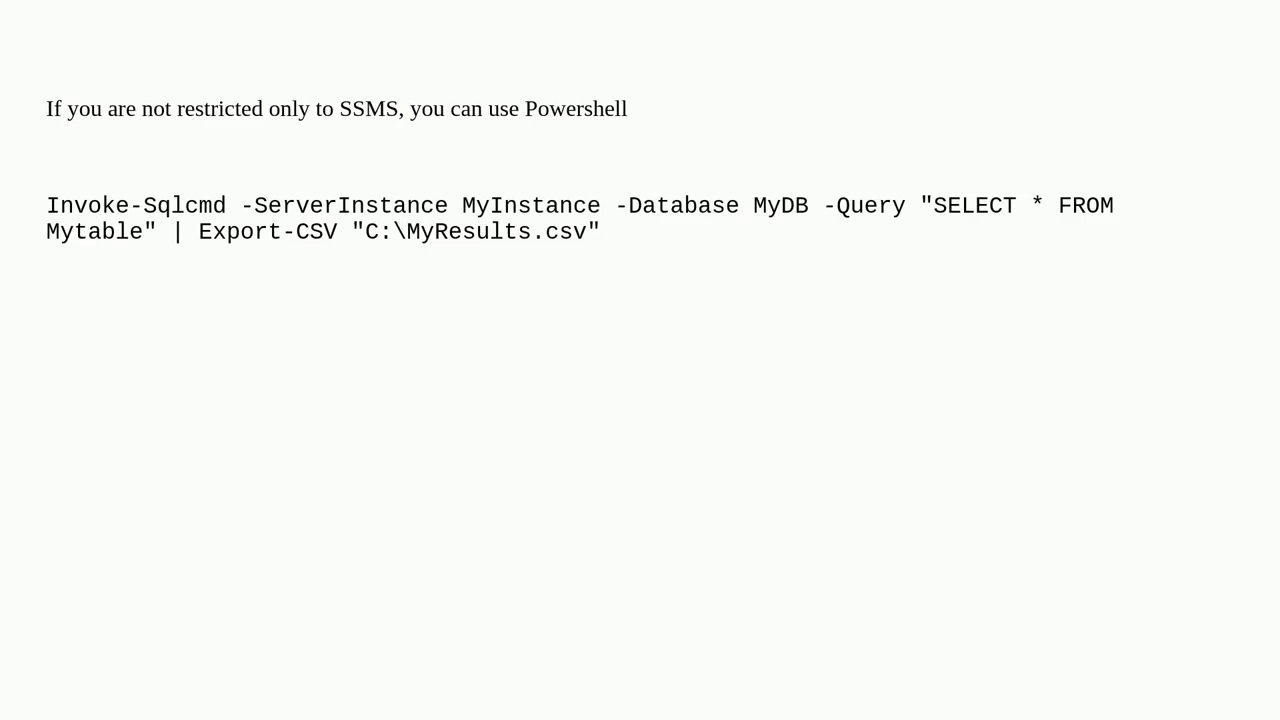 If you are not restricted only to SSMS, you can use Powershell
Invoke-Sqlcmd -ServerInstance MyInstance -Database MyDB -Query "SELECT * FROM
Mytable" | Export-CSV "C:\MyResults.csv"